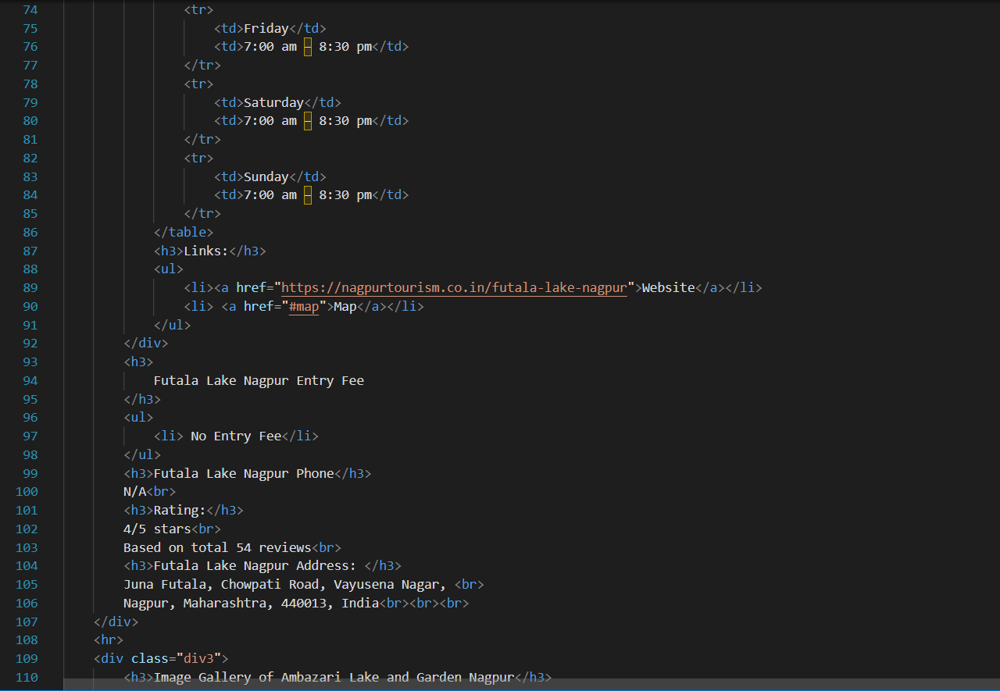 74 <tr>
75 <td>Friday</td>
76 <td>7:00 am – 8:30 pm</td>
77 </tr>
78 <tr>
79 <td>Saturday</td>
80 <td>7:00 am – 8:30 pm</td>
81 </tr>
82 <tr>
83 <td>Sunday</td>
84 <td>7:00 am – 8:30 pm</td>
85 </tr>
86 </table>
87 <h3>Links:</h3>
88 <ul>
89 <li><a href="https://nagpurtourism.co.in/futala-lake-nagpur">Website</a></li>
90 <li> <a href="#map">Map</a></li>
91 </ul>
92 </div>
93 <h3>
94 Futala Lake Nagpur Entry Fee
95 </h3>
96 <ul>
97 <li> No Entry Fee</li>
98 </ul>
99 <h3>Futala Lake Nagpur Phone</h3>
100 N/A<br>
101 <h3>Rating:</h3>
102 4/5 stars<br>
103 Based on total 54 reviews<br>
104 <h3>Futala Lake Nagpur Address: </h3>
105 Juna Futala, Chowpati Road, Vayusena Nagar, <br>
106 Nagpur, Maharashtra, 440013, India<br><br><br>
107 </div>
108 <hr>
109 <div class="div3">
110 <h3>Image Gallery of Ambazari Lake and Garden Nagpur</h3>